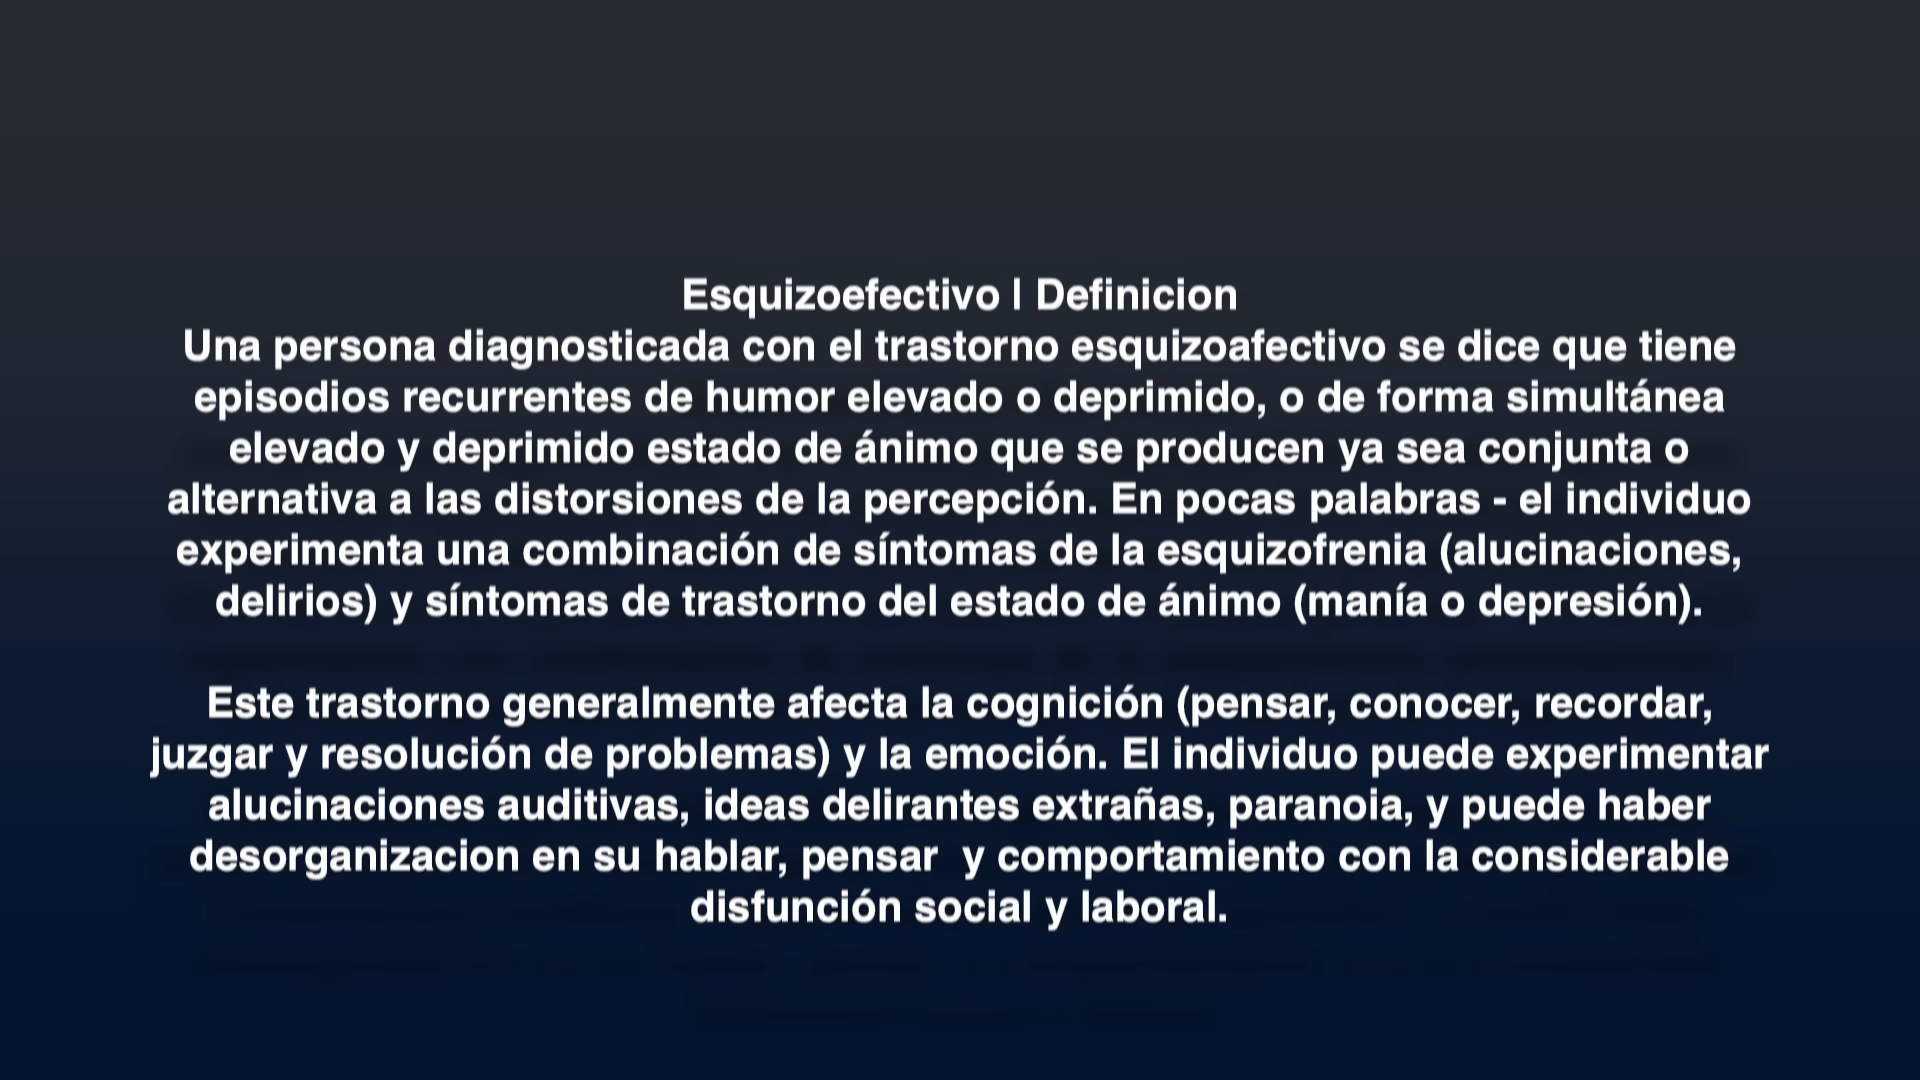 Esquizoefectivo | Definicion
Una persona diagnosticada con el trastorno esquizoafectivo se dice que tiene
episodios recurrentes de humor elevado o deprimido, o de forma simultánea
elevado y deprimido estado de ánimo que se producen ya sea conjunta o
alternativa a las distorsiones de la percepción. En pocas palabras - el individuo
experimenta una combinación de síntomas de la esquizofrenia (alucinaciones,
delirios) y síntomas de trastorno del estado de ánimo (manía o depresión).
Este trastorno generalmente afecta la cognición (pensar, conocer, recordar,
juzgar y resolución de problemas) y la emoción. El individuo puede experimentar
alucinaciones auditivas, ideas delirantes extrañas, paranoia, y puede haber
desorganizacion en su hablar, pensar  y comportamiento con la considerable
disfunción social y laboral.